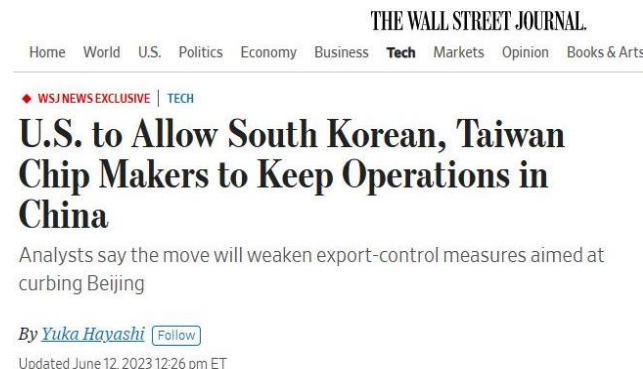 THE WALL STREET JOURNAL.
Home World U.S. Politics Economy Business Tech Markets Opinion Books & Arts
WSJ NEWS EXCLUSIVE | TECH
U.S. to Allow South Korean, Taiwan
Chip Makers to Keep Operations in
China
Analysts say the move will weaken export-control measures aimed at
curbing Beijing
By Yuka Hayashi Follow
Updated June 12, 2023 12:26 pm ET